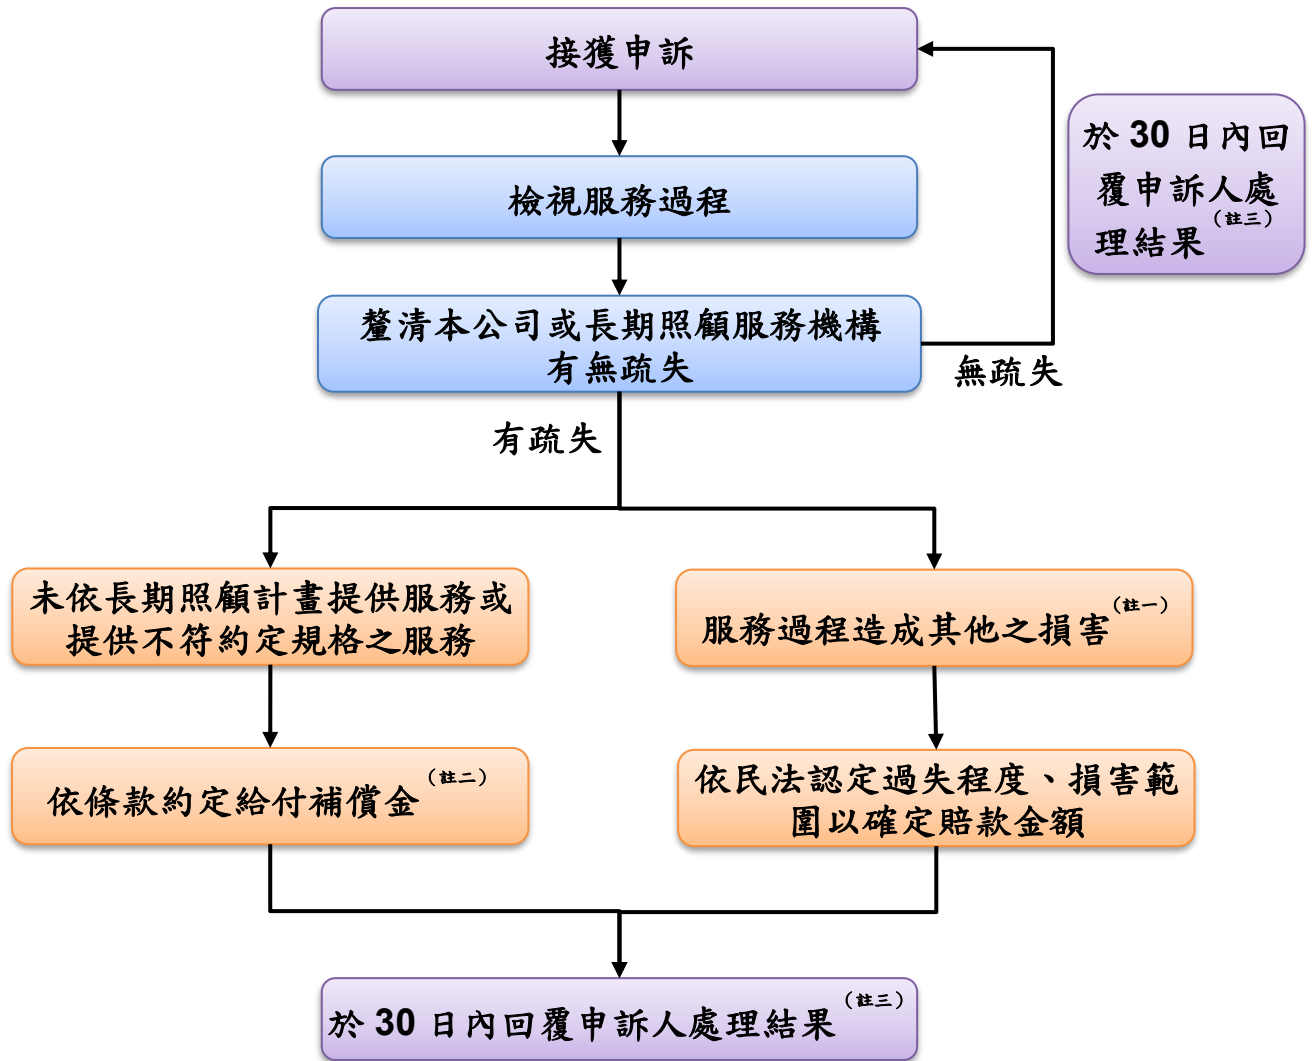 接獲申訴
於 30 日內回
覆申訴人處
理結果(註三)
檢視服務過程
釐清本公司或長期照顧服務機構
有無疏失
無疏失
有疏失
未依長期照顧計畫提供服務或
提供不符約定規格之服務
服務過程造成其他之損害(註一)
依條款約定給付補償金(註二)
依民法認定過失程度、損害範
圍以確定賠款金額
於 30 日內回覆申訴人處理結果(註三)